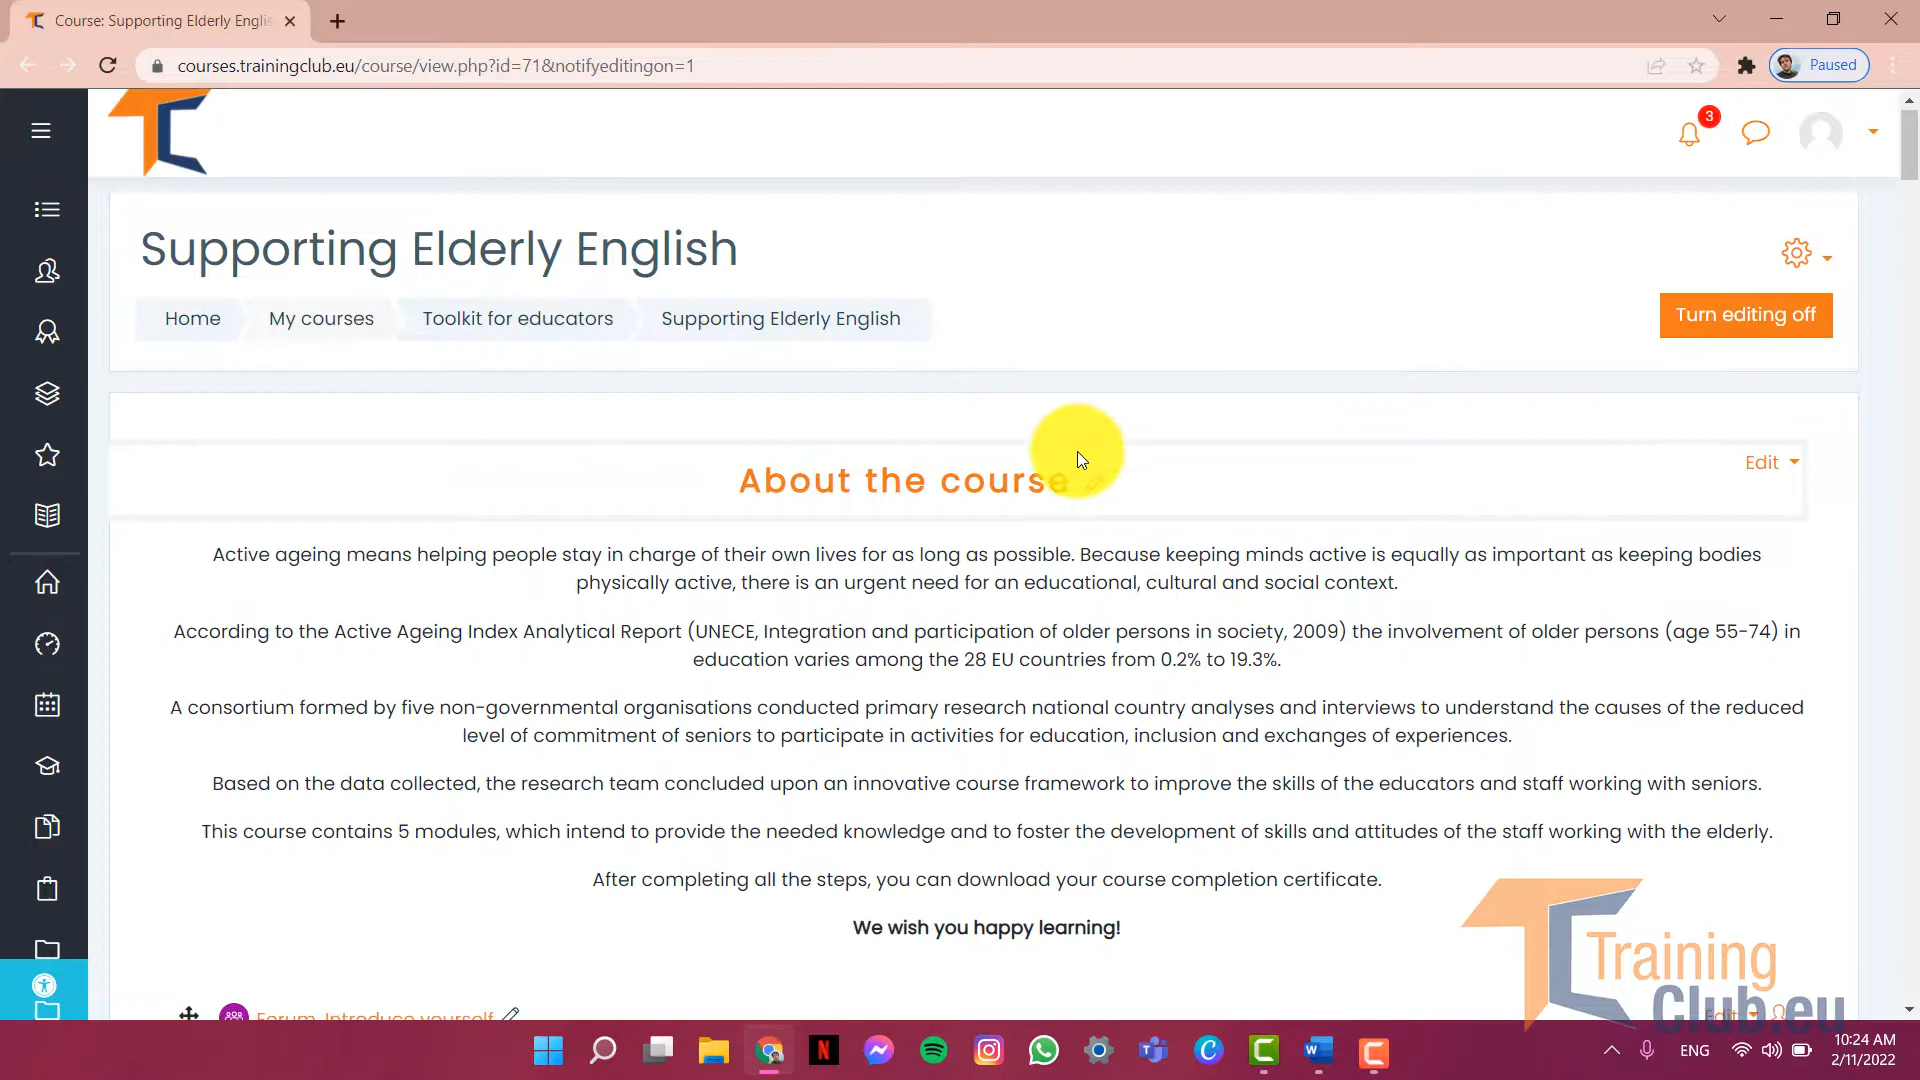 Course: Supporting Elderly Englis
courses.trainingclub.eu/course/view.php?id=71&notifyeditingon=1
Paused
3
Supporting Elderly English
Home
My courses
Toolkit for educators
Supporting Elderly English
Turn editing off
About the course
Edit
Active ageing means helping people stay in charge of their own lives for as long as possible. Because keeping minds active is equally as important as keeping bodies
physically active, there is an urgent need for an educational, cultural and social context.
According to the Active Ageing Index Analytical Report (UNECE, Integration and participation of older persons in society, 2009) the involvement of older persons (age 55-74) in
education varies among the 28 EU countries from 0.2% to 19.3%.
A consortium formed by five non-governmental organisations conducted primary research national country analyses and interviews to understand the causes of the reduced
level of commitment of seniors to participate in activities for education, inclusion and exchanges of experiences.
Based on the data collected, the research team concluded upon an innovative course framework to improve the skills of the educators and staff working with seniors.
This course contains 5 modules, which intend to provide the needed knowledge and to foster the development of skills and attitudes of the staff working with the elderly.
After completing all the steps, you can download your course completion certificate.
We wish you happy learning!
Forum. Introduce yourself
Edit
Training
Club.eu
ENG
10:24 AM
2/11/2022